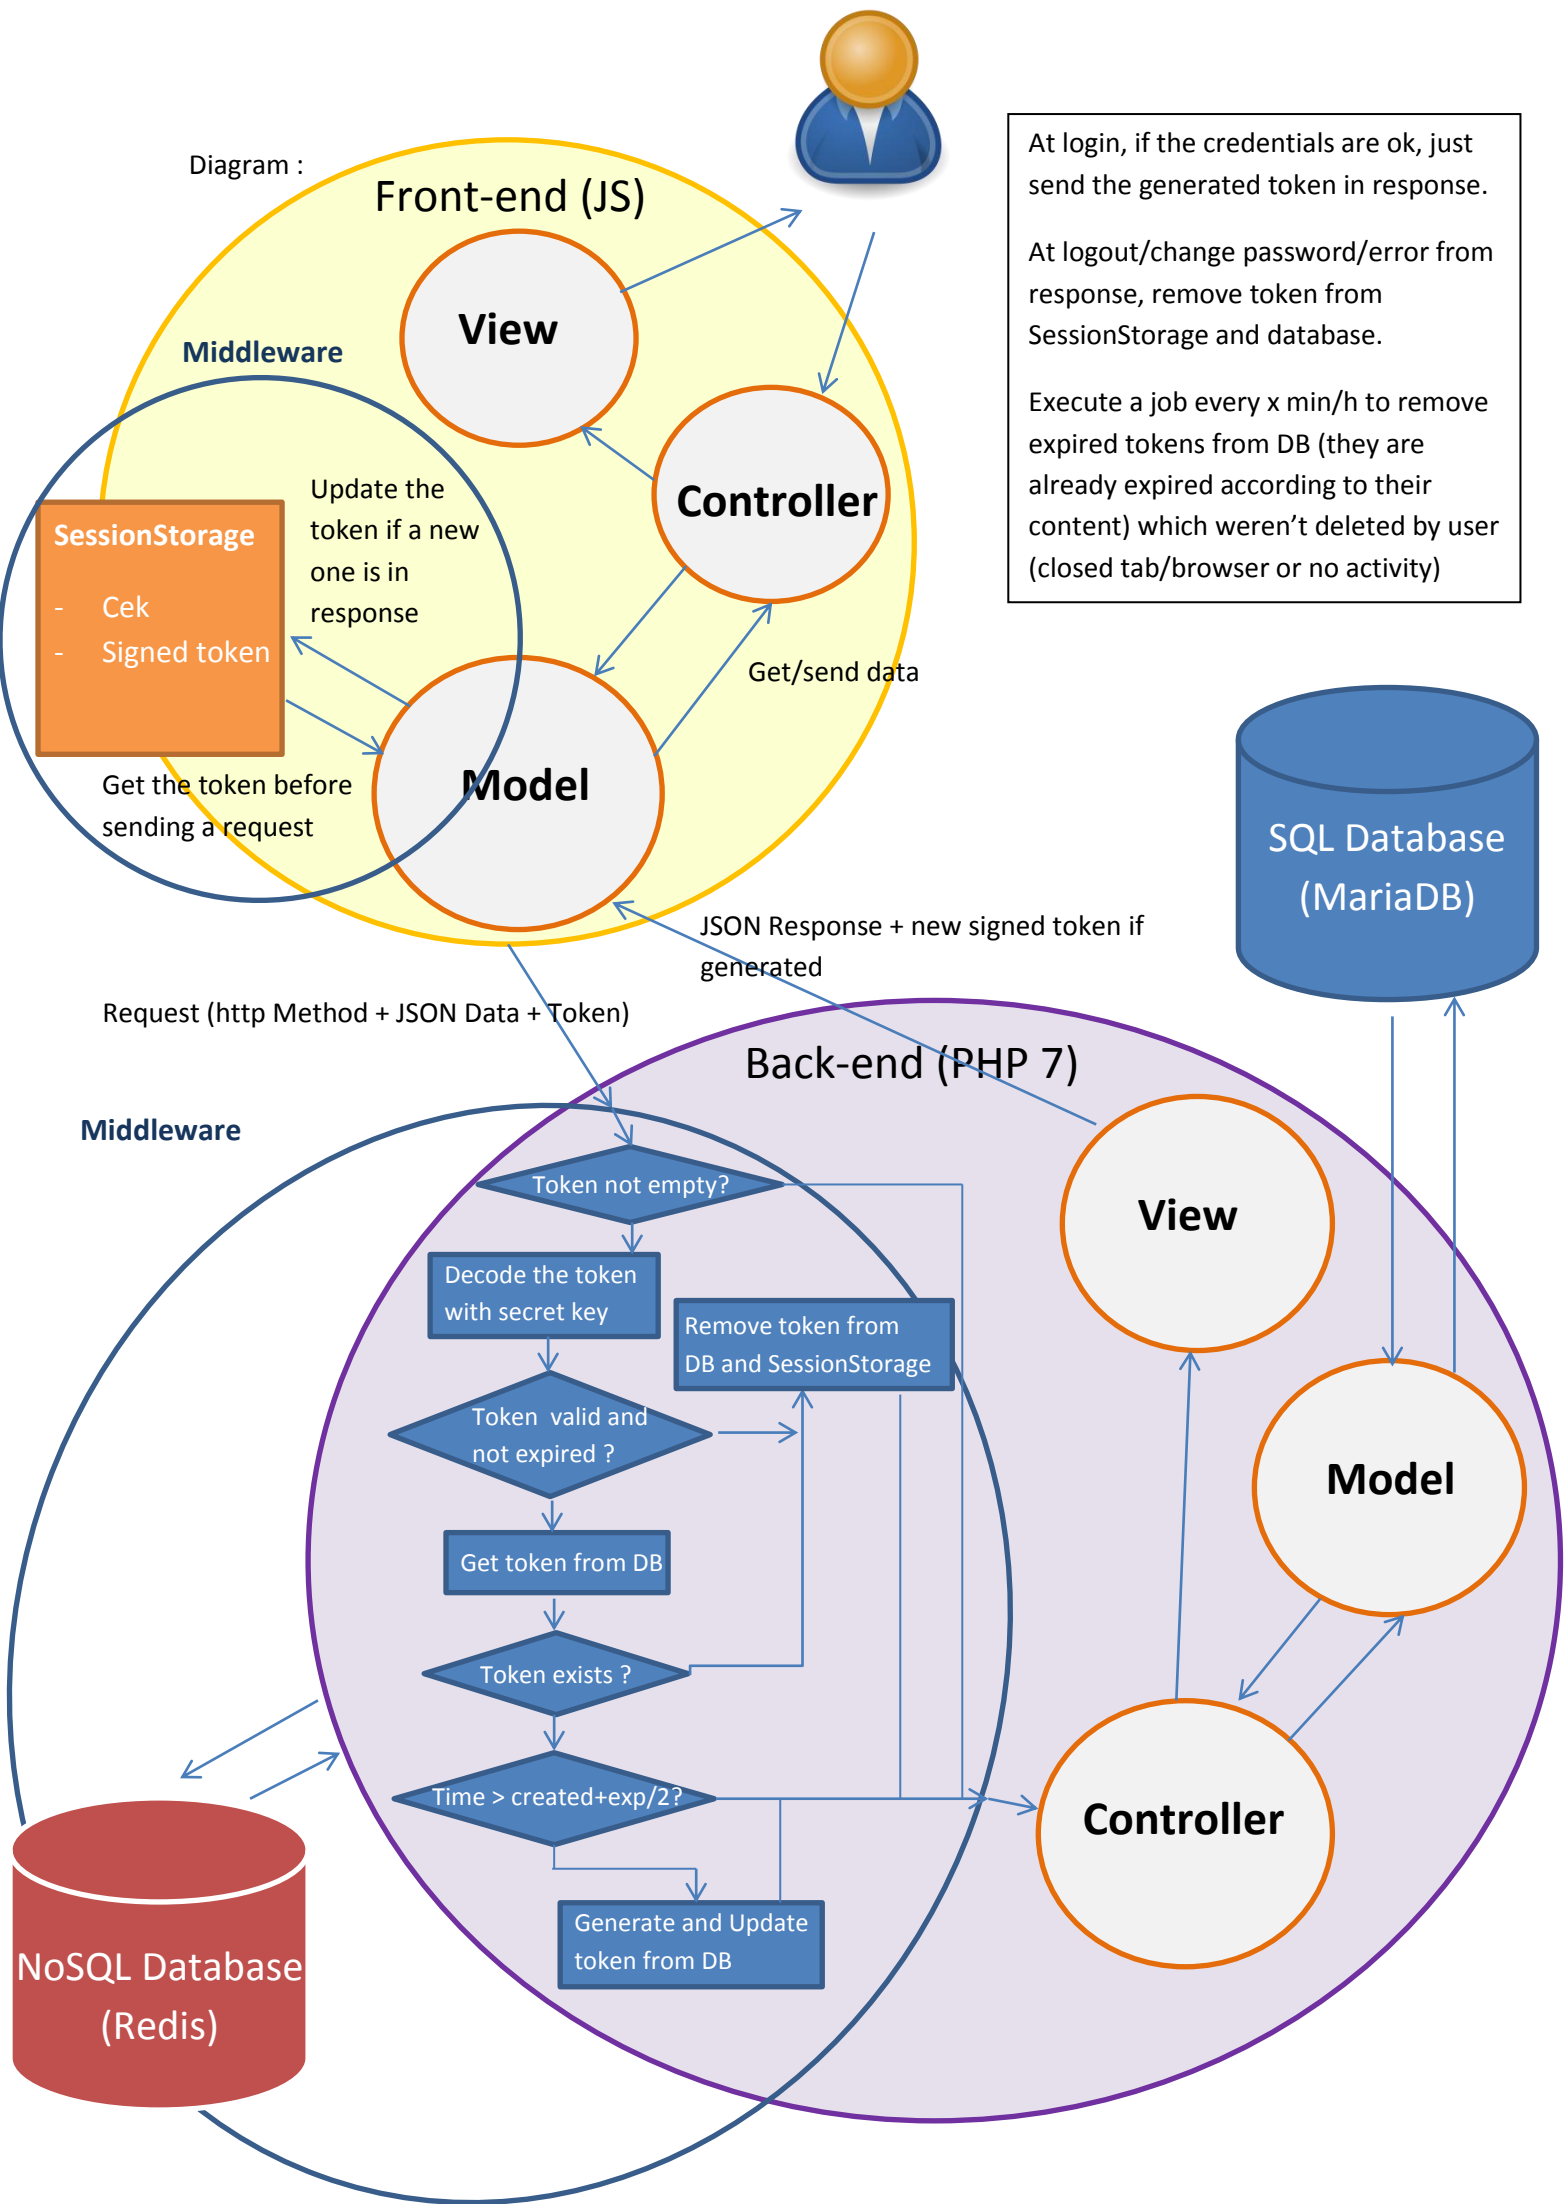 Diagram :
Front-end (JS)
At login, if the credentials are ok, just
send the generated token in response.
At logout/change password/error from
response, remove token from
SessionStorage and database.
Execute a job every x min/h to remove
expired tokens from DB (they are
already expired according to their
content) which weren’t deleted by user
(closed tab/browser or no activity)
View
Middleware
Controller
Update the
token if a new
one is in
response
SessionStorage
- Cek
- Signed token
Get/send data
Model
Get the token before
sending a request
SQL Database
(MariaDB)
JSON Response + new signed token if
generated
Request (http Method + JSON Data + Token)
Back-end (PHP 7)
Middleware
Token not empty?
View
Decode the token
with secret key
Remove token from
DB and SessionStorage
Token  valid and
not expired ?
Model
Get token from DB
Token exists ?
Time > created+exp/2?
Controller
Generate and Update
token from DB
NoSQL Database
(Redis)